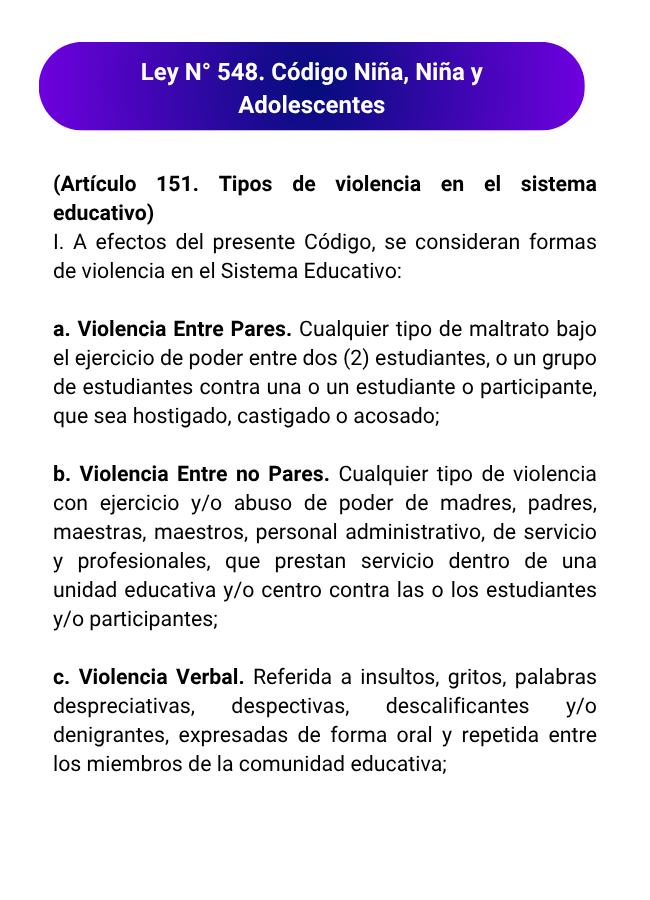 Ley N° 548. Código Niña, Niña y
Adolescentes
(Artículo 151. Tipos de violencia en el sistema
educativo)
I. A efectos del presente Código, se consideran formas
de violencia en el Sistema Educativo:
a. Violencia Entre Pares. Cualquier tipo de maltrato bajo
el ejercicio de poder entre dos (2) estudiantes, o un grupo
de estudiantes contra una o un estudiante o participante,
que sea hostigado, castigado o acosado;
b. Violencia Entre no Pares. Cualquier tipo de violencia
con ejercicio y/o abuso de poder de madres, padres,
maestras, maestros, personal administrativo, de servicio
y profesionales, que prestan servicio dentro de una
unidad educativa y/o centro contra las o los estudiantes
y/o participantes;
c. Violencia Verbal. Referida a insultos, gritos, palabras
despreciativas, despectivas, descalificantes y/o
denigrantes, expresadas de forma oral y repetida entre
los miembros de la comunidad educativa;